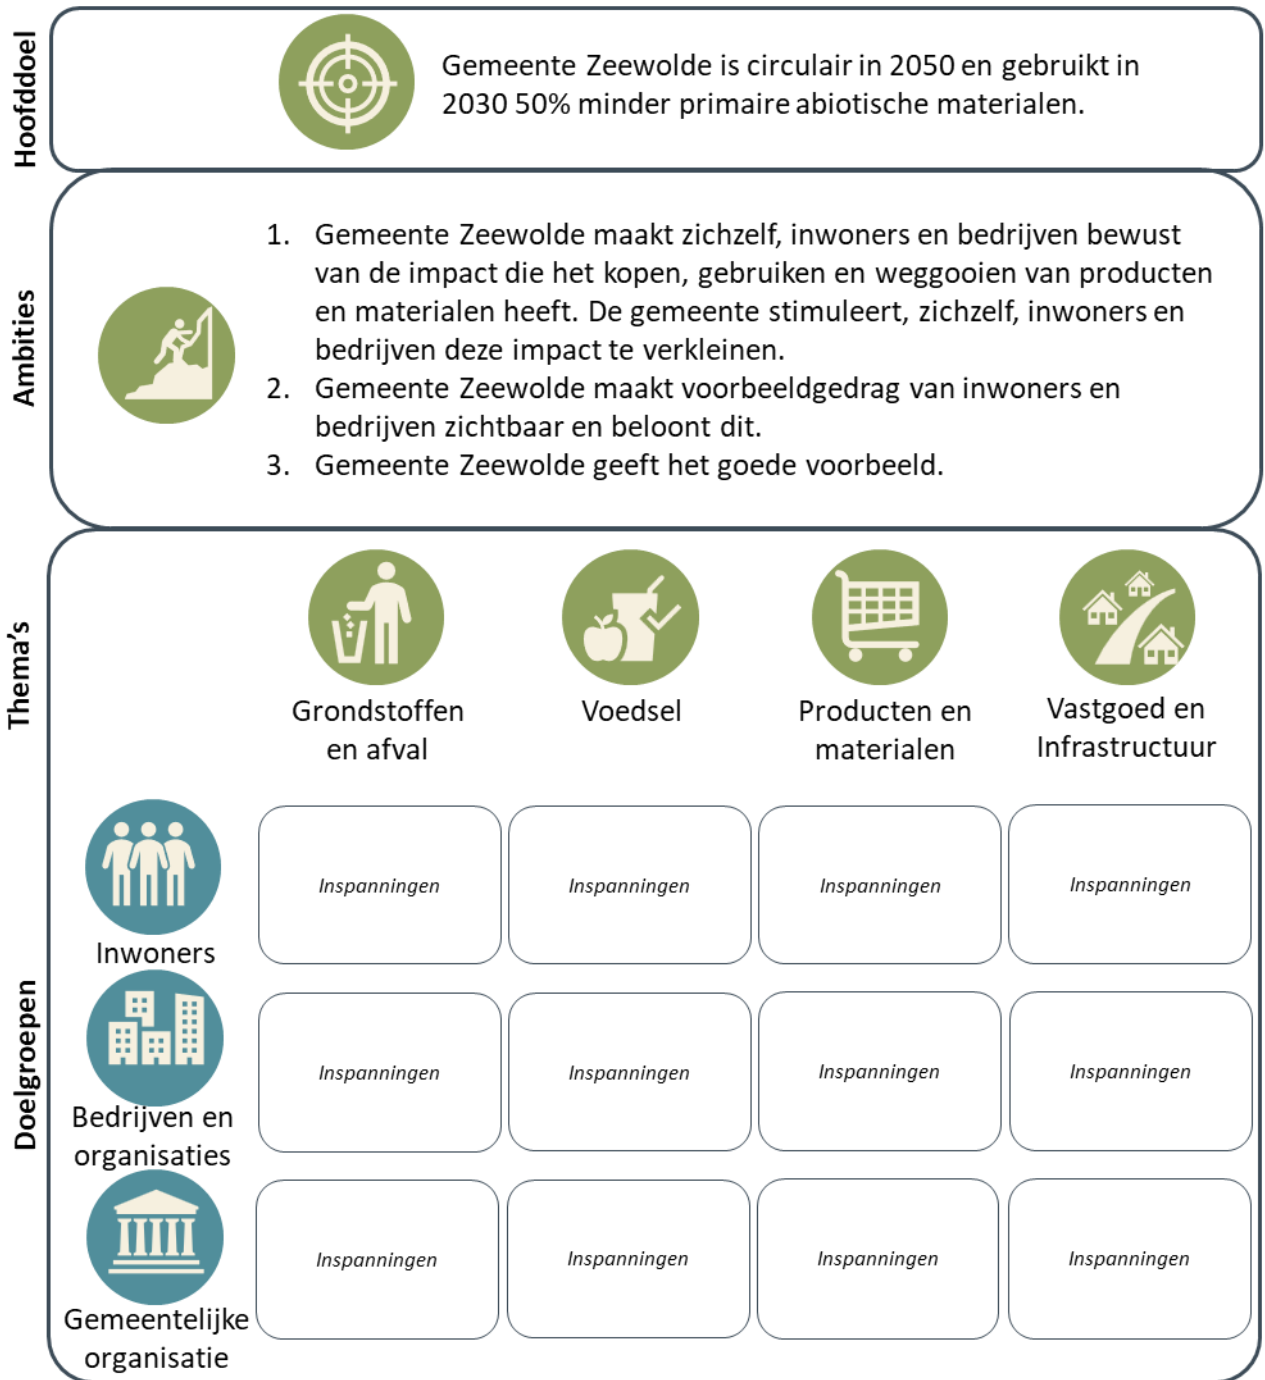 Hoofddoel
Gemeente Zeewolde is circulair in 2050 en gebruikt in
2030 50% minder primaire abiotische materialen.
Ambities
1. Gemeente Zeewolde maakt zichzelf, inwoners en bedrijven bewust
van de impact die het kopen, gebruiken en weggooien van producten
en materialen heeft. De gemeente stimuleert, zichzelf, inwoners en
bedrijven deze impact te verkleinen.
2. Gemeente Zeewolde maakt voorbeeldgedrag van inwoners en
bedrijven zichtbaar en beloont dit.
3. Gemeente Zeewolde geeft het goede voorbeeld.
Thema's
Grondstoffen
en afval
Voedsel
Producten en
materialen
Vastgoed en
Infrastructuur
Doelgroepen
Inwoners
Inspanningen
Inspanningen
Inspanningen
Inspanningen
Bedrijven en
organisaties
Inspanningen
Inspanningen
Inspanningen
Inspanningen
Gemeentelijke
organisatie
Inspanningen
Inspanningen
Inspanningen
Inspanningen